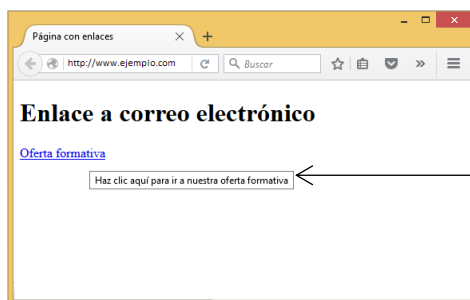 Página con enlaces
http://www.ejemplo.com
Buscar
Enlace a correo electrónico
Oferta formativa
Haz clic aquí para ir a nuestra oferta formativa